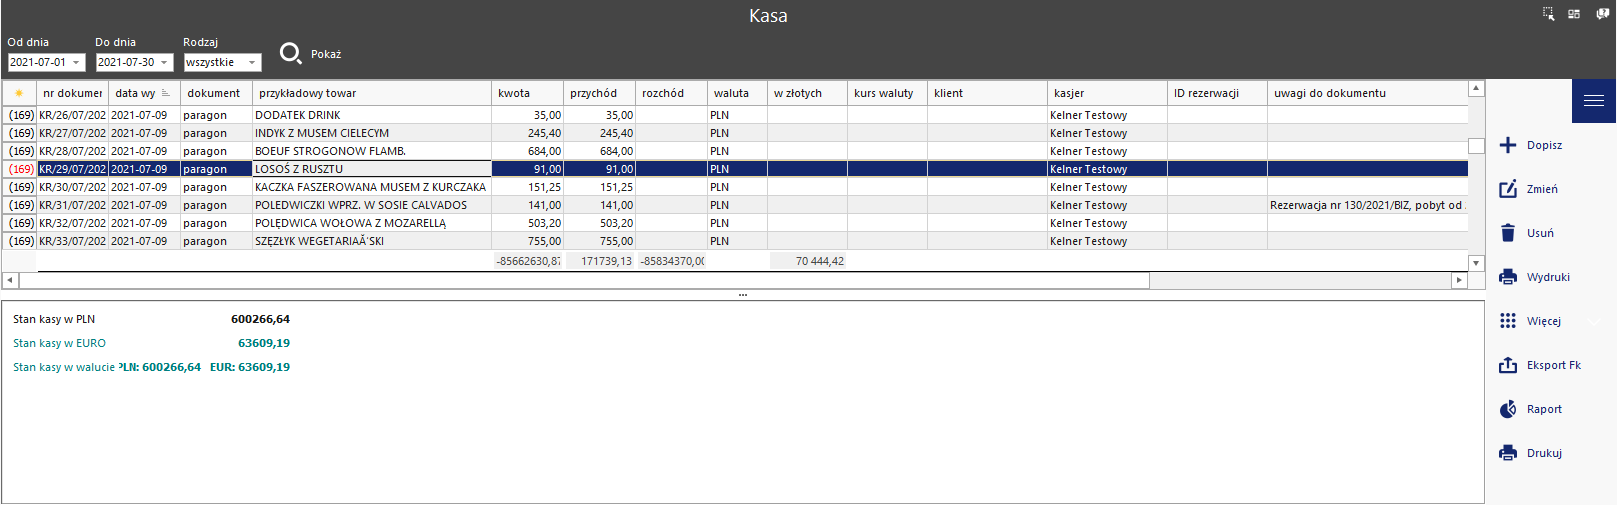 Kasa
Od dnia Do dnia Rodzaj
2021-07-01 2021-07-30 wszystkie Pokaż
nr dokumer data wy dokument przykładowy towar kwota przychód rozchód waluta w złotych kurs waluty klient kasjer ID rezerwacji uwagi do dokumentu
(169) KR/26/07/202 2021-07-09 paragon DODATEK DRINK 35,00 35,00 PLN Kelner Testowy
(169) KR/27/07/202 2021-07-09 paragon INDYK Z MUSEM CIELECYM 245,40 245,40 PLN Kelner Testowy
(169) KR/28/07/202 2021-07-09 paragon BOEUF STROGONOW FLAMB. 684,00 684,00 PLN Kelner Testowy
(169) KR/29/07/202 2021-07-09 paragon LOSOŚ Z RUSZTU 91,00 91,00 PLN Kelner Testowy
(169) KR/30/07/202 2021-07-09 paragon KACZKA FASZEROWANA MUSEM Z KURCZAKA 151,25 151,25 PLN Kelner Testowy
(169) KR/31/07/202 2021-07-09 paragon POLEDWICZKI WPRZ. W SOSIE CALVADOS 141,00 141,00 PLN Kelner Testowy Rezerwacja nr 130/2021/BIZ, pobyt od
(169) KR/32/07/202 2021-07-09 paragon POLĘDWICA WOŁOWA Z MOZARELLĄ 503,20 503,20 PLN Kelner Testowy
(169) KR/33/07/202 2021-07-09 paragon SZĘZŁYK WEGETARIAĂ´SKI 755,00 755,00 PLN Kelner Testowy
-85662630,87 171739,13 -85834370,00 70 444,42
Stan kasy w PLN 600266,64
Stan kasy w EURO 63609,19
Stan kasy w walucie PLN: 600266,64 EUR: 63609,19
Dopisz
Zmień
Usuń
Wydruki
Więcej
Eksport Fk
Raport
Drukuj